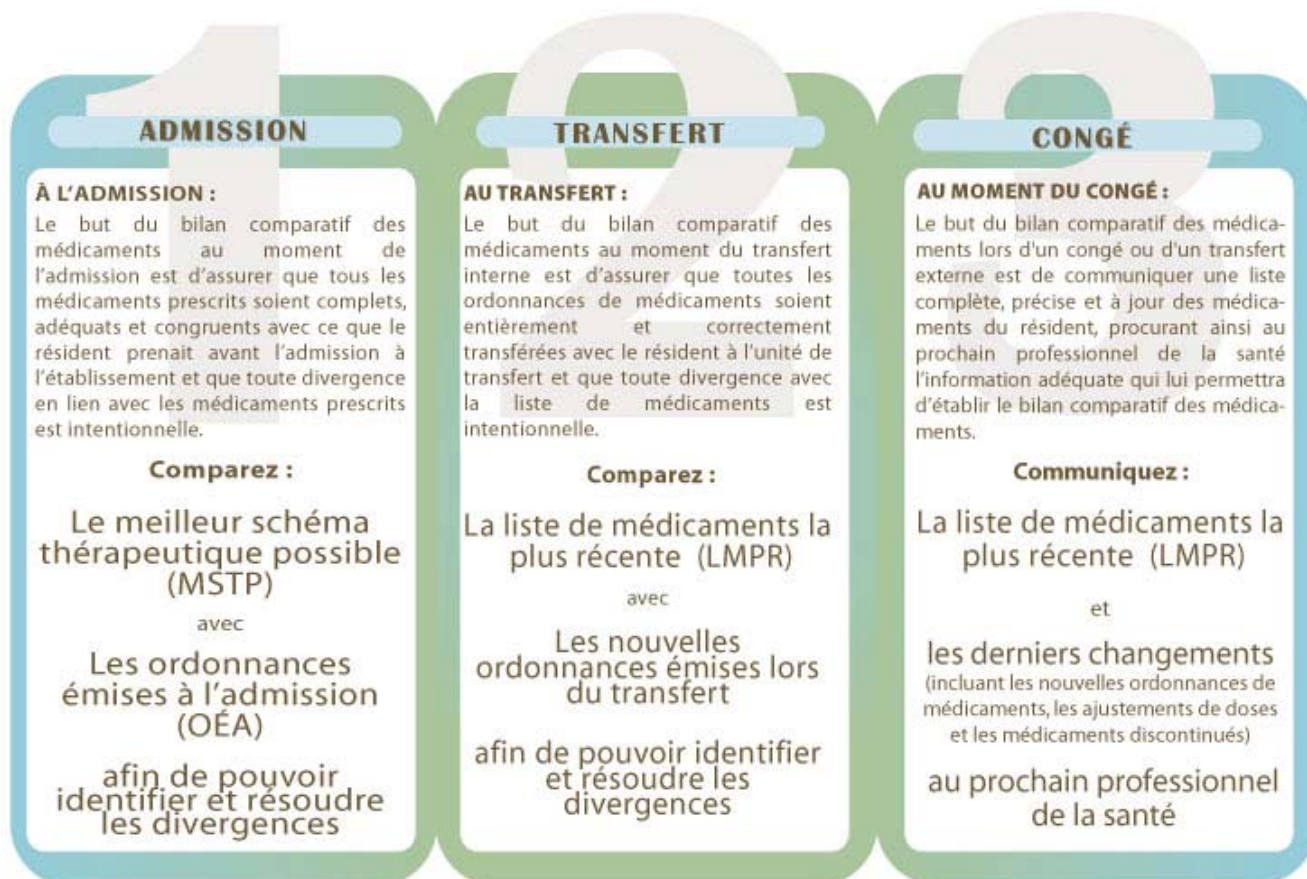 1
ADMISSION
À L'ADMISSION :
Le but du bilan comparatif des
médicaments au moment de
l'admission est d'assurer que tous les
médicaments prescrits soient complets,
adéquats et congruents avec ce que le
résident prenait avant l'admission à
l'établissement et que toute divergence
en lien avec les médicaments prescrits
est intentionnelle.
Comparez :
Le meilleur schéma
thérapeutique possible
(MSTP)
avec
Les ordonnances
émises à l'admission
(OÉA)
afin de pouvoir
identifier et résoudre
les divergences
2
TRANSFERT
AU TRANSFERT :
Le but du bilan comparatif des
médicaments au moment du transfert
interne est d'assurer que toutes les
ordonnances de médicaments soient
entièrement et correctement
transférées avec le résident à l'unité de
transfert et que toute divergence avec
la liste de médicaments est
intentionnelle.
Comparez :
La liste de médicaments la
plus récente (LMPR)
avec
Les nouvelles
ordonnances émises lors
du transfert
afin de pouvoir identifier
et résoudre les
divergences
3
CONGÉ
AU MOMENT DU CONGÉ :
Le but du bilan comparatif des médica-
ments lors d'un congé ou d'un transfert
externe est de communiquer une liste
complète, précise et à jour des médica-
ments du résident, procurant ainsi au
prochain professionnel de la santé
l'information adéquate qui lui permettra
d'établir le bilan comparatif des médica-
ments.
Communiquez :
La liste de médicaments la
plus récente (LMPR)
et
les derniers changements
(incluant les nouvelles ordonnances de
médicaments, les ajustements de doses
et les médicaments discontinués)
au prochain professionnel
de la santé